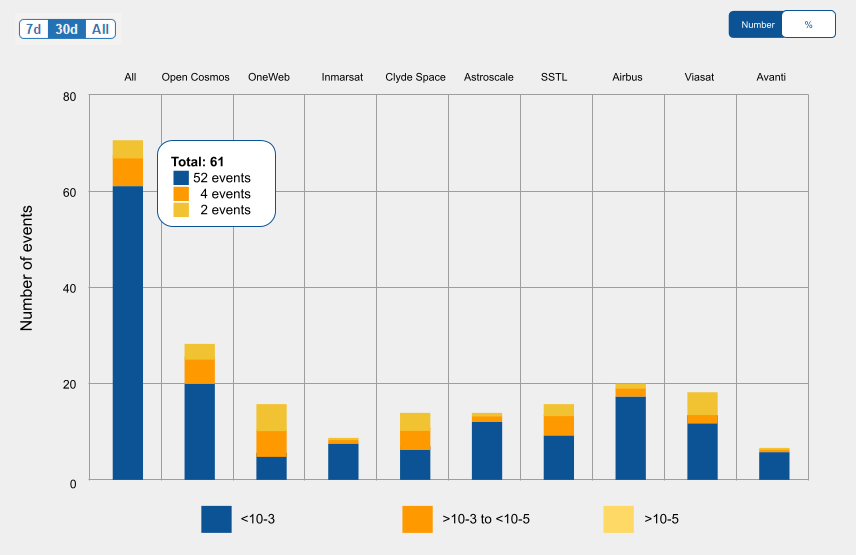 7d 30d All
Number %
All Open Cosmos OneWeb Inmarsat Clyde Space Astroscale SSTL Airbus Viasat Avanti
80
Total: 61
52 events
4 events
2 events
60
40
20
0
Number of events
<10-3 >10-3 to <10-5 >10-5